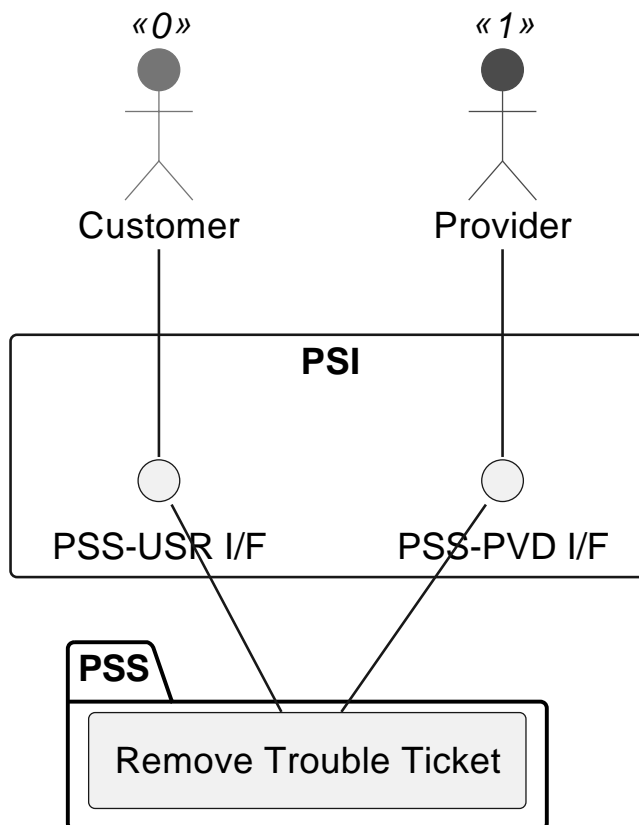 «0»
«1»
Customer
Provider
PSI
PSS-USR I/F
PSS-PVD I/F
PSS
Remove Trouble Ticket